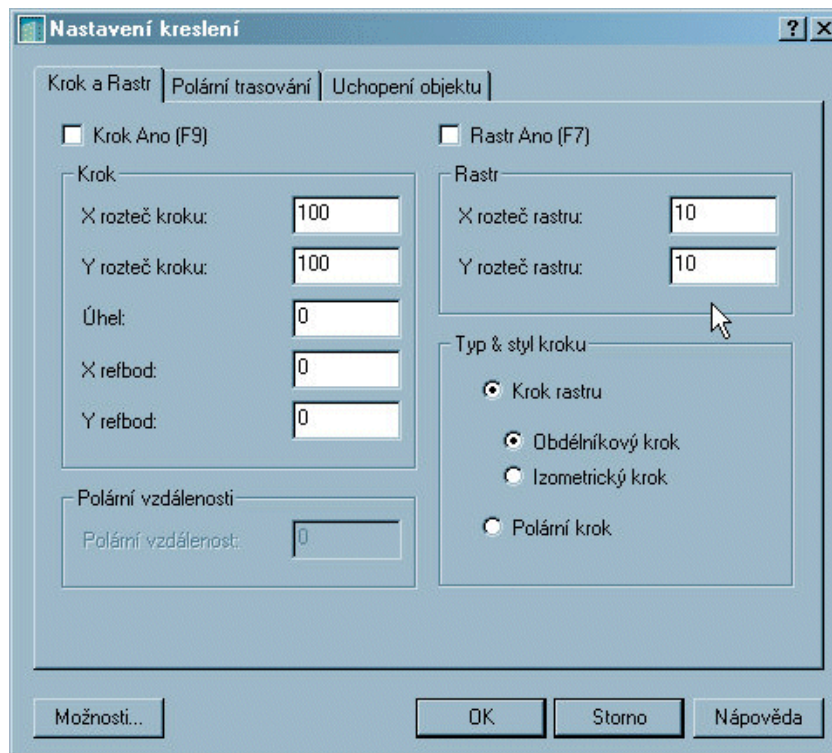 Nastavení kreslení
Krok a Rastr
Polární trasování
Uchopení objektu
Krok Ano (F9)
Krok
X rozteč kroku: 100
Y rozteč kroku: 100
Úhel: 0
X refbod: 0
Y refbod: 0
Polární vzdálenosti
Polární vzdálenost: 0
Rastr Ano (F7)
Rastr
X rozteč rastru: 10
Y rozteč rastru: 10
Typ & styl kroku
Krok rastru
Obdélníkový krok
Izometrický krok
Polární krok
Možnosti...
OK
Storno
Nápověda